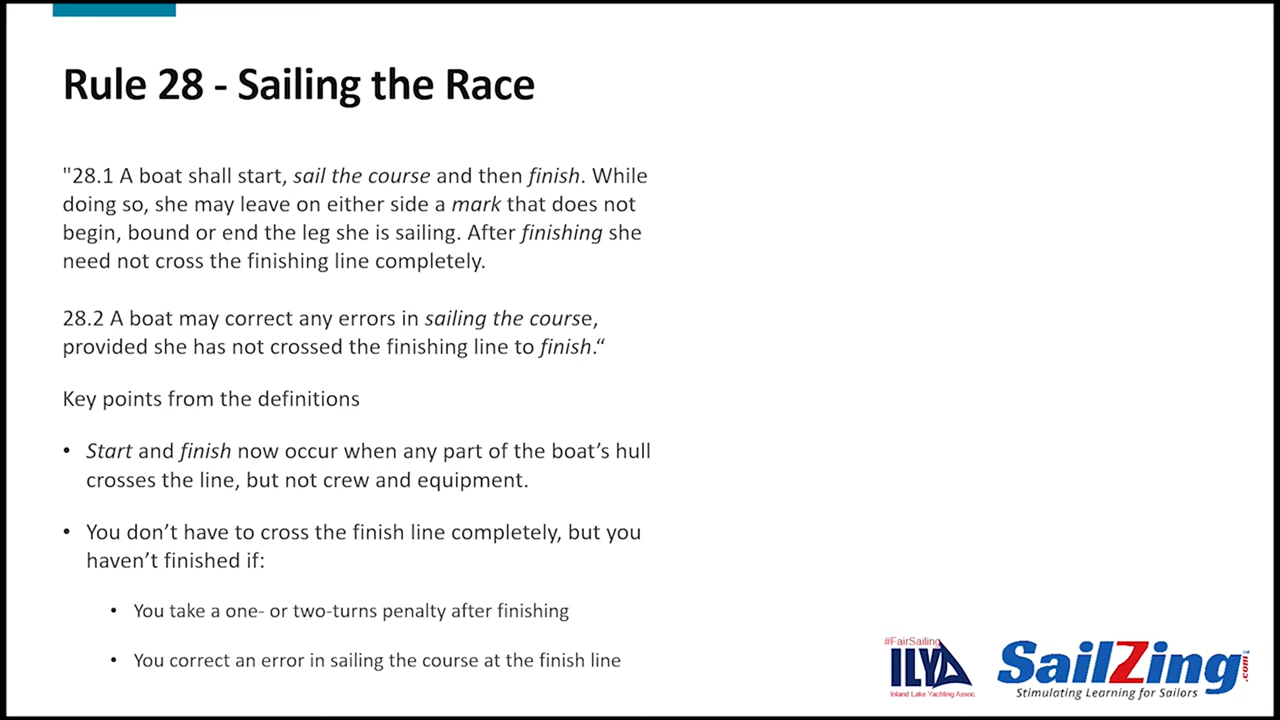 Rule 28 - Sailing the Race
"28.1 A boat shall start, sail the course and then finish. While
doing so, she may leave on either side a mark that does not
begin, bound or end the leg she is sailing. After finishing she
need not cross the finishing line completely.
28.2 A boat may correct any errors in sailing the course,
provided she has not crossed the finishing line to finish.“
Key points from the definitions
• Start and finish now occur when any part of the boat’s hull
crosses the line, but not crew and equipment.
• You don’t have to cross the finish line completely, but you
haven’t finished if:
• You take a one- or two-turns penalty after finishing
• You correct an error in sailing the course at the finish line
#FairSailing
ILYA
Inland Lake Yachting Assoc.
SailZing.com
Stimulating Learning for Sailors